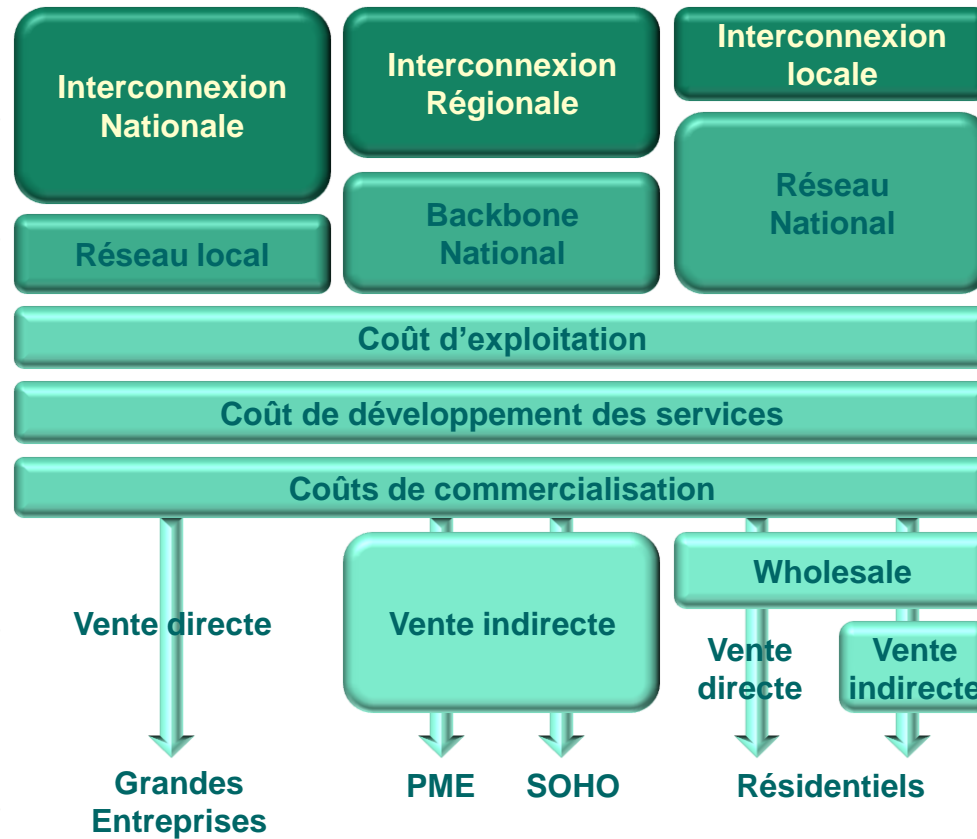 Interconnexion
Nationale
Interconnexion
Régionale
Interconnexion
locale
Réseau local
Backbone
National
Réseau
National
Coût d’exploitation
Coût de développement des services
Coûts de commercialisation
Vente directe
Vente indirecte
Wholesale
Vente
directe
Vente
indirecte
Grandes
Entreprises
PME
SOHO
Résidentiels